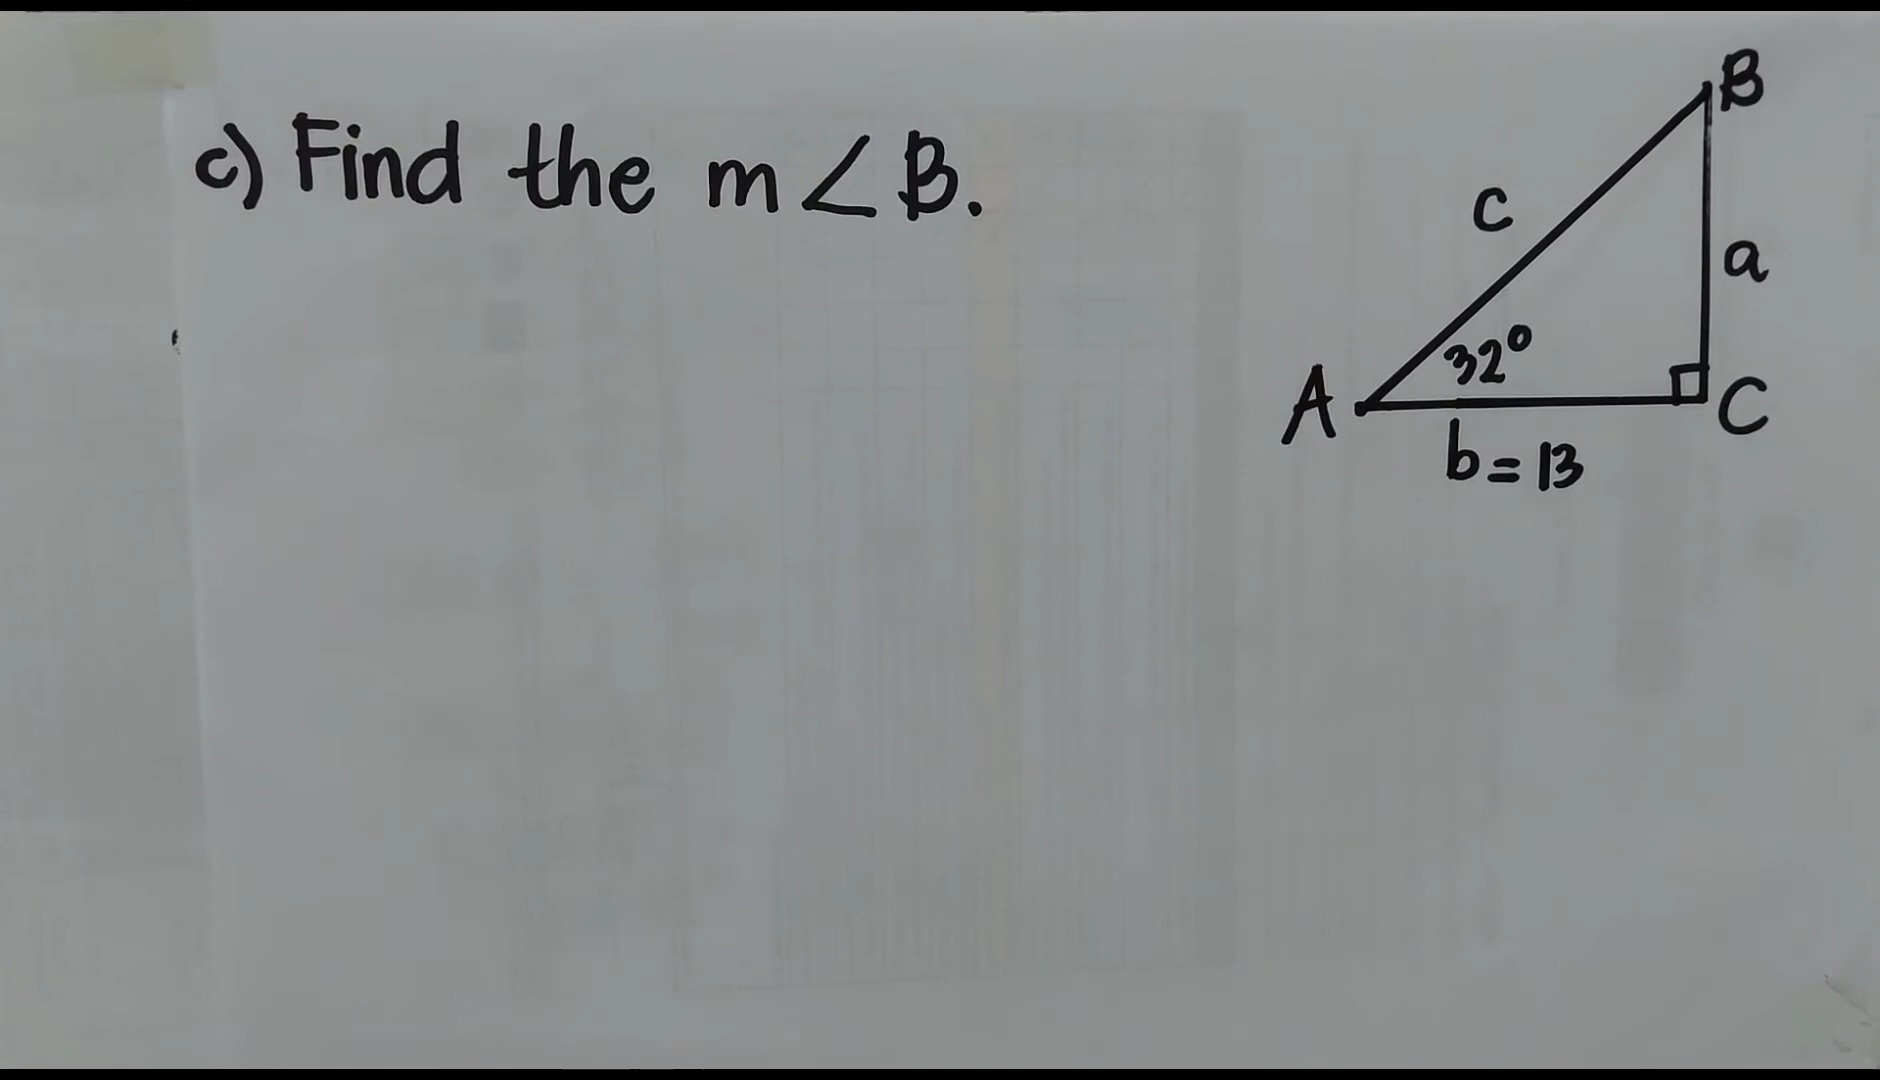 c) Find the m∠B.
B
c
a
32°
A
C
b = 13